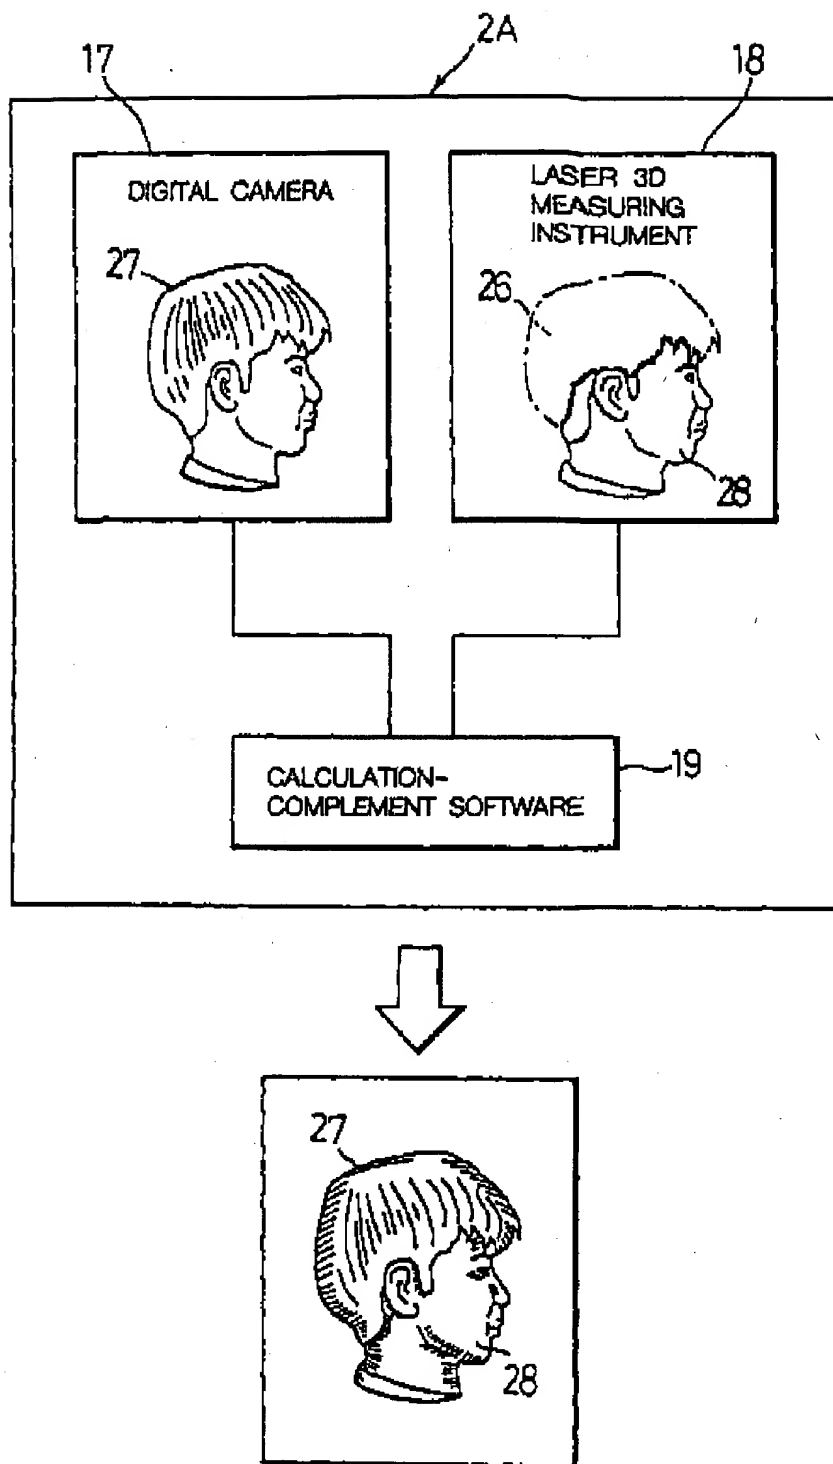 2A
17
18
DIGITAL CAMERA
LASER 3D
MEASURING
INSTRUMENT
27
26
28
CALCULATION-
COMPLEMENT SOFTWARE
19
27
28